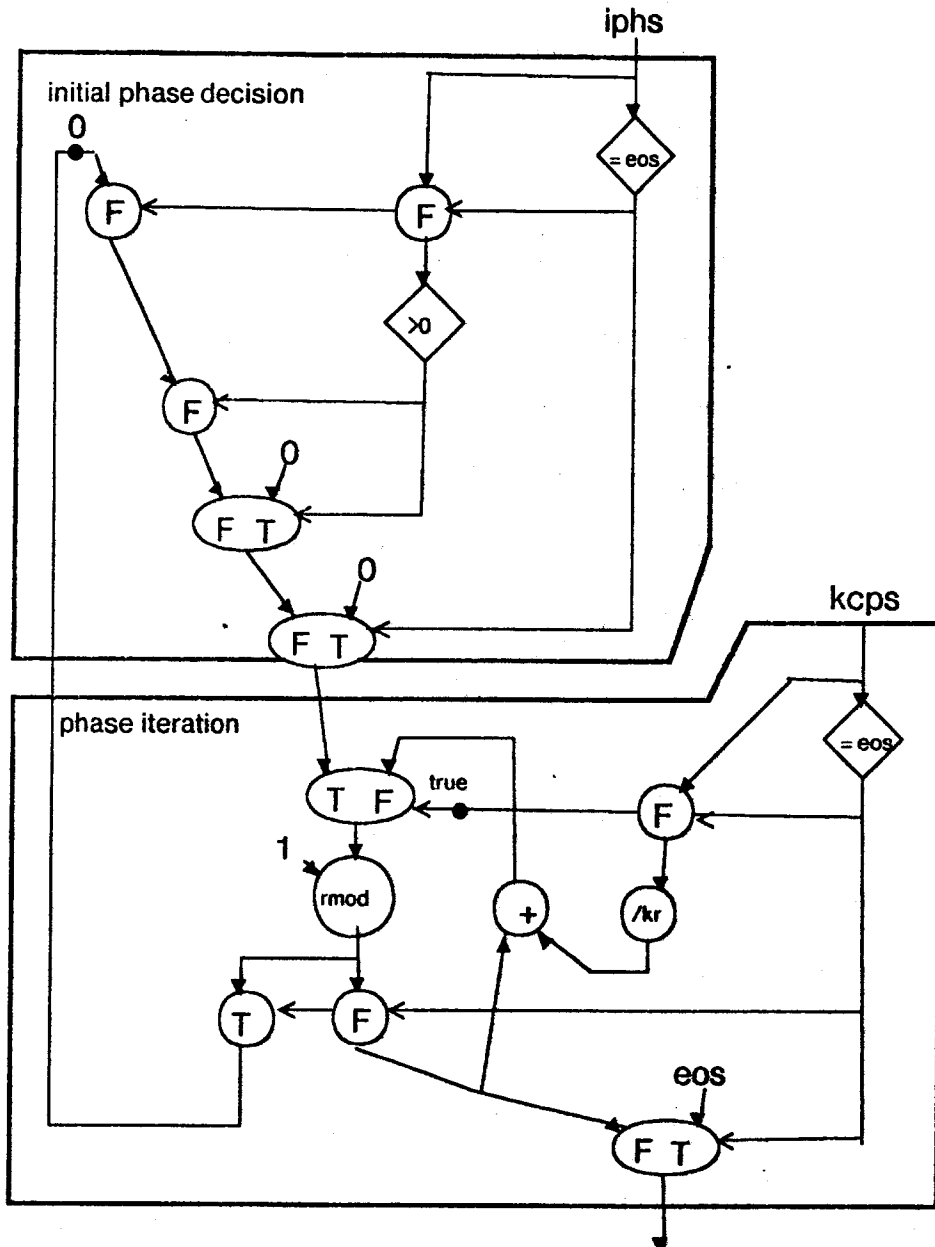 iphs
initial phase decision
0
= eos
F
F
>0
F
0
F T
0
F T
kcps
phase iteration
= eos
T F
true
F
1
rmod
+
/kr
T
F
eos
F T